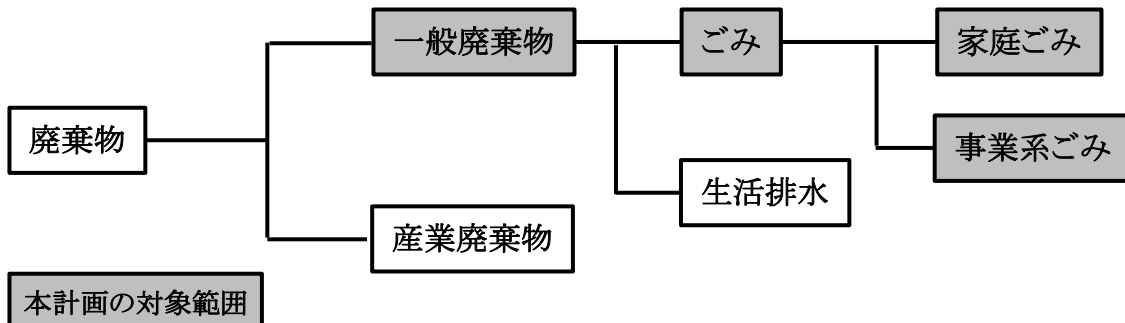 一般廃棄物
ごみ
家庭ごみ
廃棄物
事業系ごみ
生活排水
産業廃棄物
本計画の対象範囲